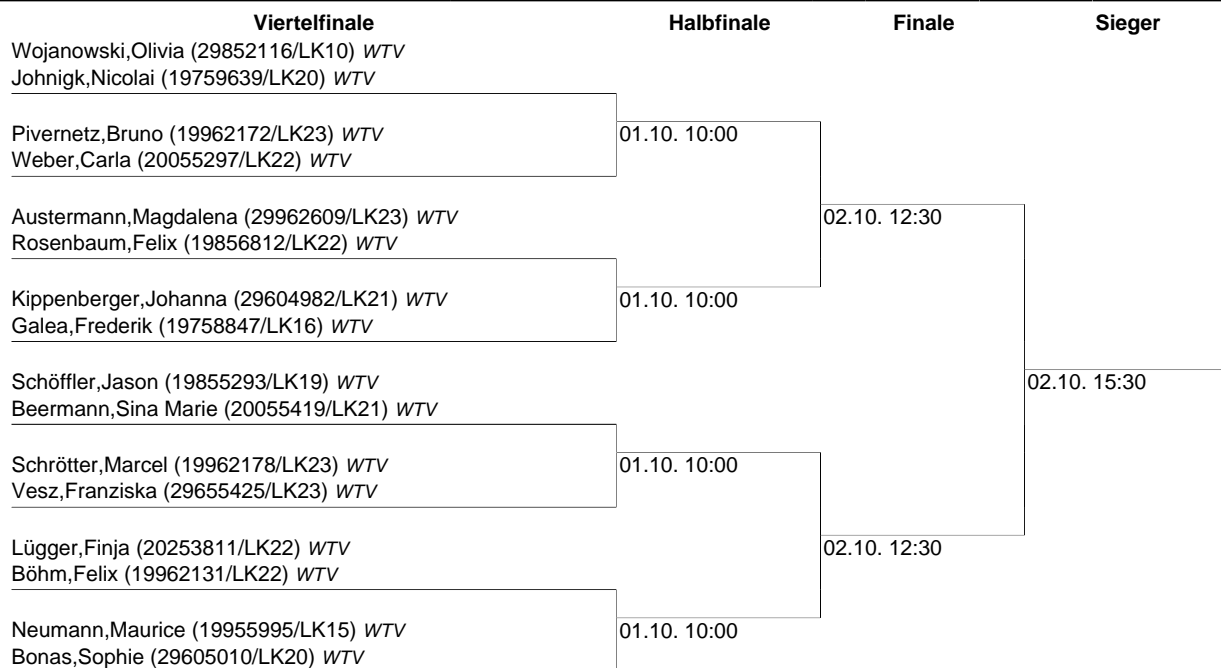 Viertelfinale Halbfinale Finale Sieger
Wojanowski,Olivia (29852116/LK10) WTV
Johnigk,Nicolai (19759639/LK20) WTV
Pivernetz,Bruno (19962172/LK23) WTV 01.10. 10:00
Weber,Carla (20055297/LK22) WTV
Austermann,Magdalena (29962609/LK23) WTV 02.10. 12:30
Rosenbaum,Felix (19856812/LK22) WTV
Kippenberger,Johanna (29604982/LK21) WTV 01.10. 10:00
Galea,Frederik (19758847/LK16) WTV
Schöffler,Jason (19855293/LK19) WTV 02.10. 15:30
Beermann,Sina Marie (20055419/LK21) WTV
Schrötter,Marcel (19962178/LK23) WTV 01.10. 10:00
Vesz,Franziska (29655425/LK23) WTV
Lügger,Finja (20253811/LK22) WTV 02.10. 12:30
Böhm,Felix (19962131/LK22) WTV
Neumann,Maurice (19955995/LK15) WTV 01.10. 10:00
Bonas,Sophie (29605010/LK20) WTV